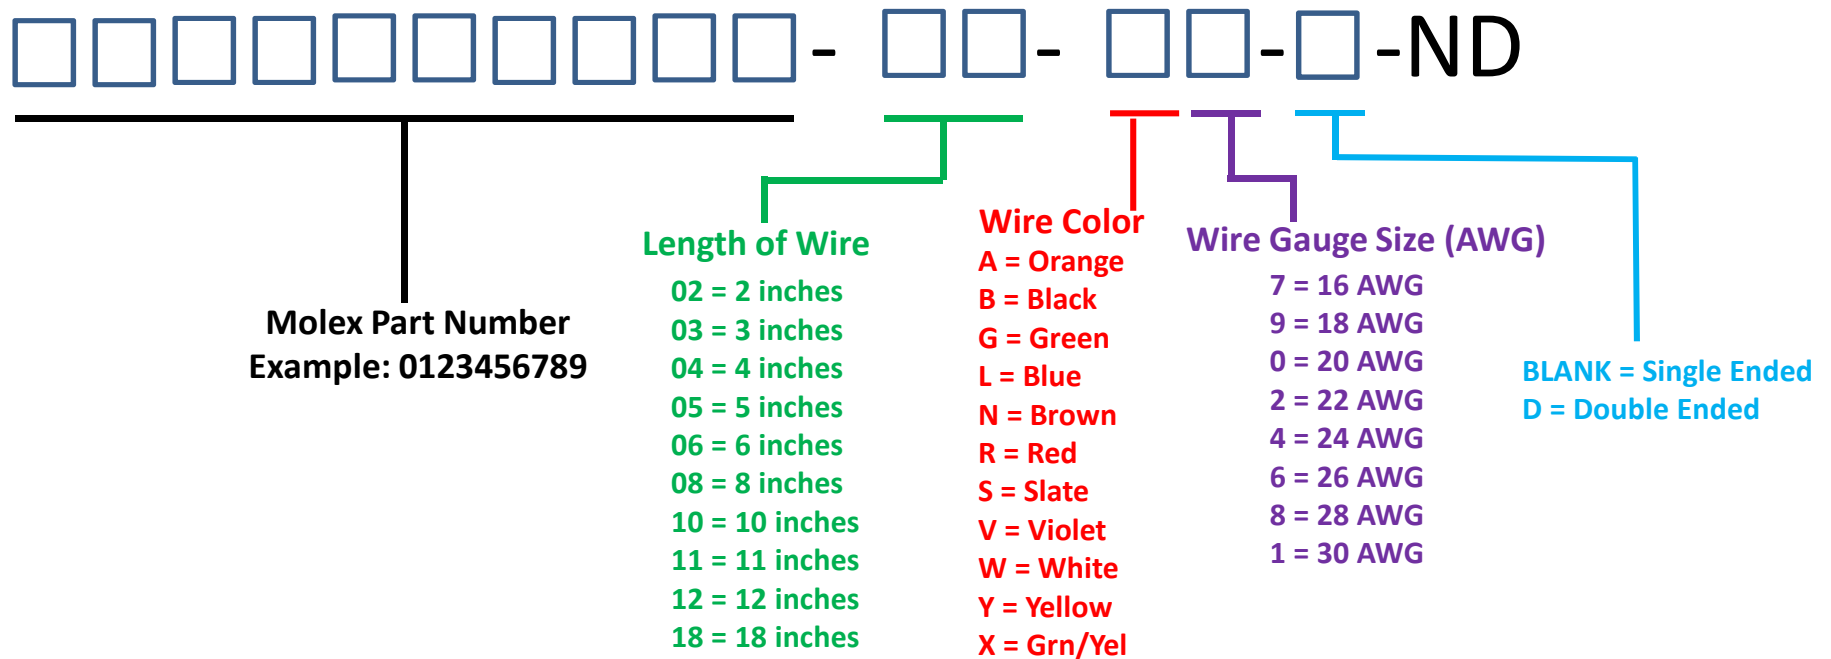 - - - -ND
Molex Part Number
Example: 0123456789
Length of Wire
02 = 2 inches
03 = 3 inches
04 = 4 inches
05 = 5 inches
06 = 6 inches
08 = 8 inches
10 = 10 inches
11 = 11 inches
12 = 12 inches
18 = 18 inches
Wire Color
A = Orange
B = Black
G = Green
L = Blue
N = Brown
R = Red
S = Slate
V = Violet
W = White
Y = Yellow
X = Grn/Yel
Wire Gauge Size (AWG)
7 = 16 AWG
9 = 18 AWG
0 = 20 AWG
2 = 22 AWG
4 = 24 AWG
6 = 26 AWG
8 = 28 AWG
1 = 30 AWG
BLANK = Single Ended
D = Double Ended